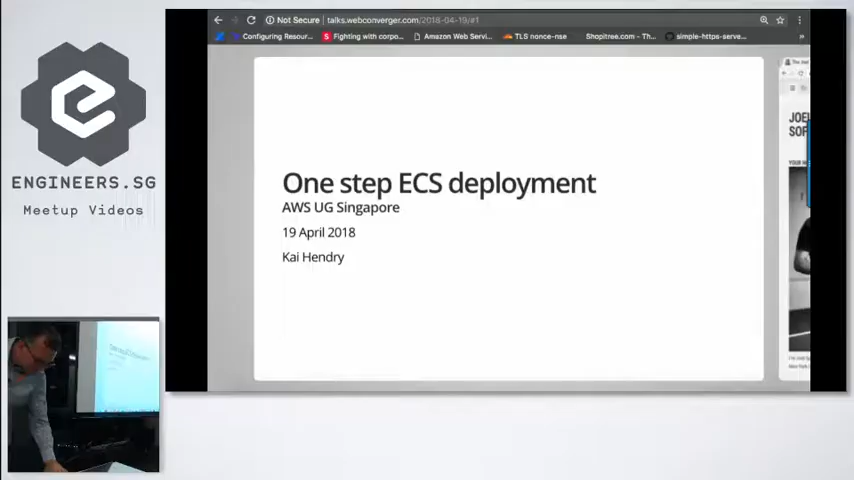 Not Secure | talks.webconverger.com/2018-04-19/#1
Configuring Resour...
Fighting with corpo...
Amazon Web Servi...
TLS nonce-nse
Shopitree.com - Th...
simple-https-serve...
»
ENGINEERS.SG
Meetup Videos
One step ECS deployment
AWS UG Singapore
19 April 2018
Kai Hendry
JOEL
SOF